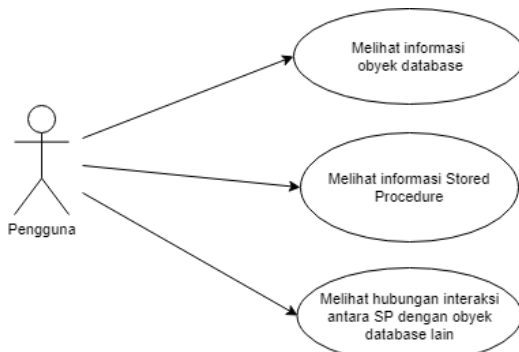 Melihat informasi
obyek database
Melihat informasi Stored
Procedure
Pengguna
Melihat hubungan interaksi
antara SP dengan obyek
database lain